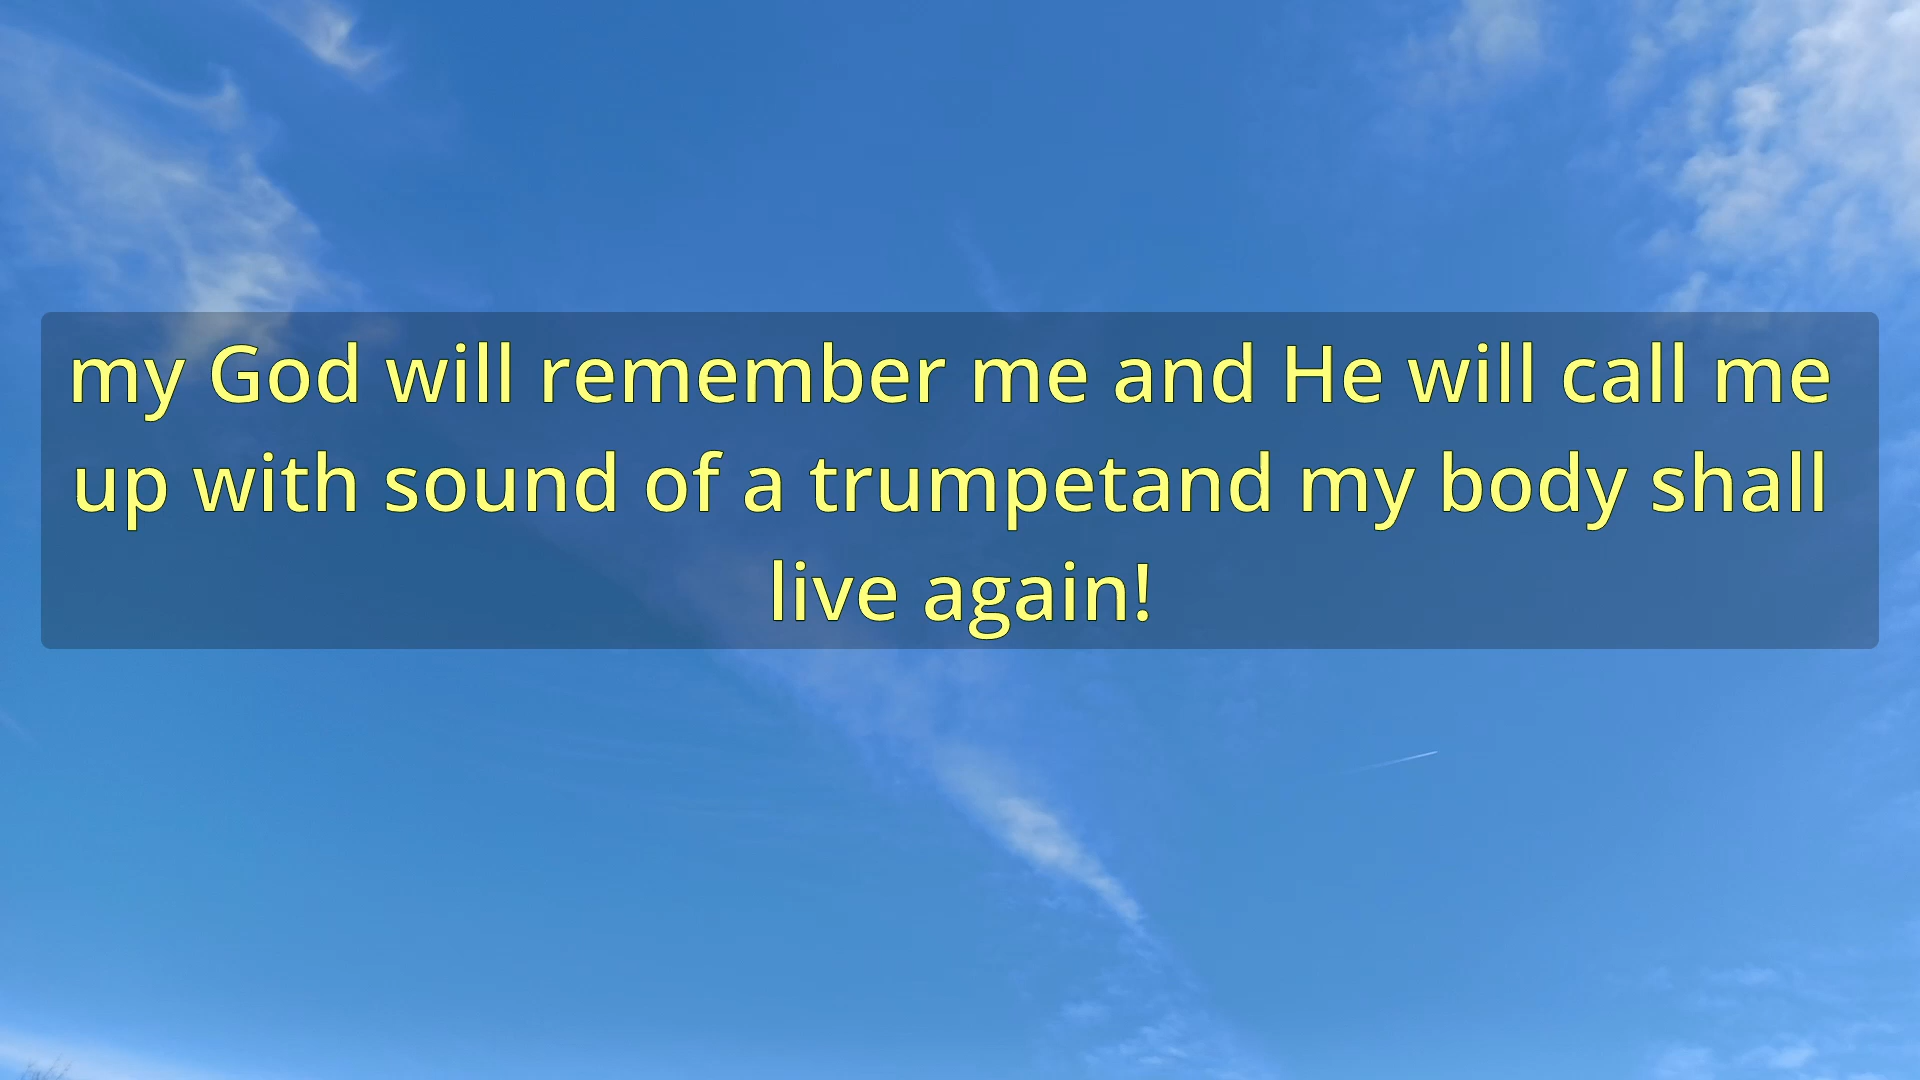 my God will remember me and He will call me
up with sound of a trumpetand my body shall
live again!